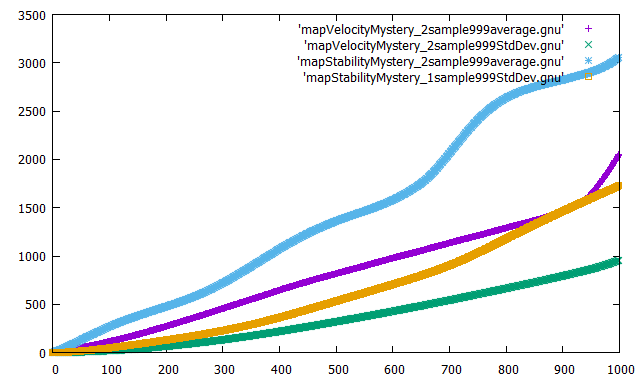 3500
3000
2500
2000
1500
1000
500
0
'mapVelocityMystery_2sample999average.gnu'
'mapVelocityMystery_2sample999StdDev.gnu'
'mapStabilityMystery_2sample999average.gnu'
'mapStabilityMystery_1sample999StdDev.gnu'
0 100 200 300 400 500 600 700 800 900 1000